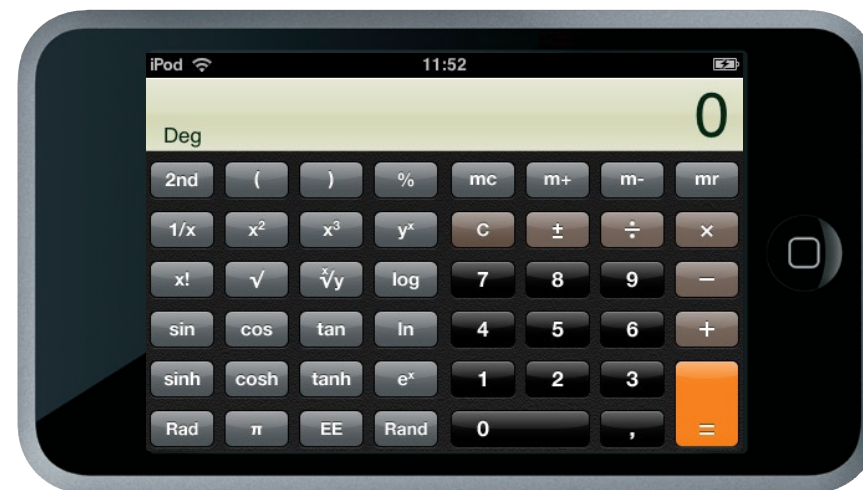 iPod 11:52
0
Deg
2nd ( ) % mc m+ m- mr
1/x x² x³ yˣ C ± ÷ ×
x! √ ˣ√y log 7 8 9 −
sin cos tan ln 4 5 6 +
sinh cosh tanh eˣ 1 2 3
Rad π EE Rand 0 , =